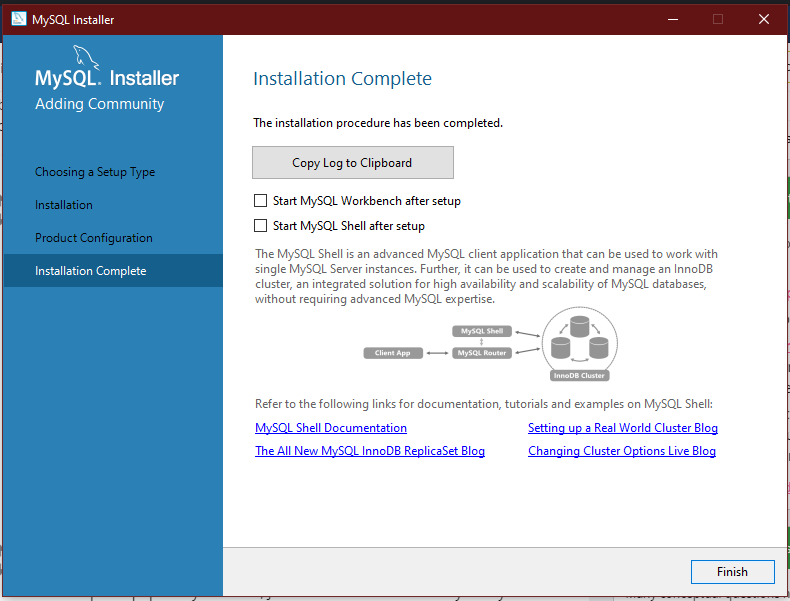 MySQL Installer
MySQL. Installer
Adding Community
Choosing a Setup Type
Installation
Product Configuration
Installation Complete
Installation Complete
The installation procedure has been completed.
Copy Log to Clipboard
Start MySQL Workbench after setup
Start MySQL Shell after setup
The MySQL Shell is an advanced MySQL client application that can be used to work with
single MySQL Server instances. Further, it can be used to create and manage an InnoDB
cluster, an integrated solution for high availability and scalability of MySQL databases,
without requiring advanced MySQL expertise.
MySQL Shell
Client App
MySQL Router
InnoDB Cluster
Refer to the following links for documentation, tutorials and examples on MySQL Shell:
MySQL Shell Documentation
Setting up a Real World Cluster Blog
The All New MySQL InnoDB ReplicaSet Blog
Changing Cluster Options Live Blog
Finish